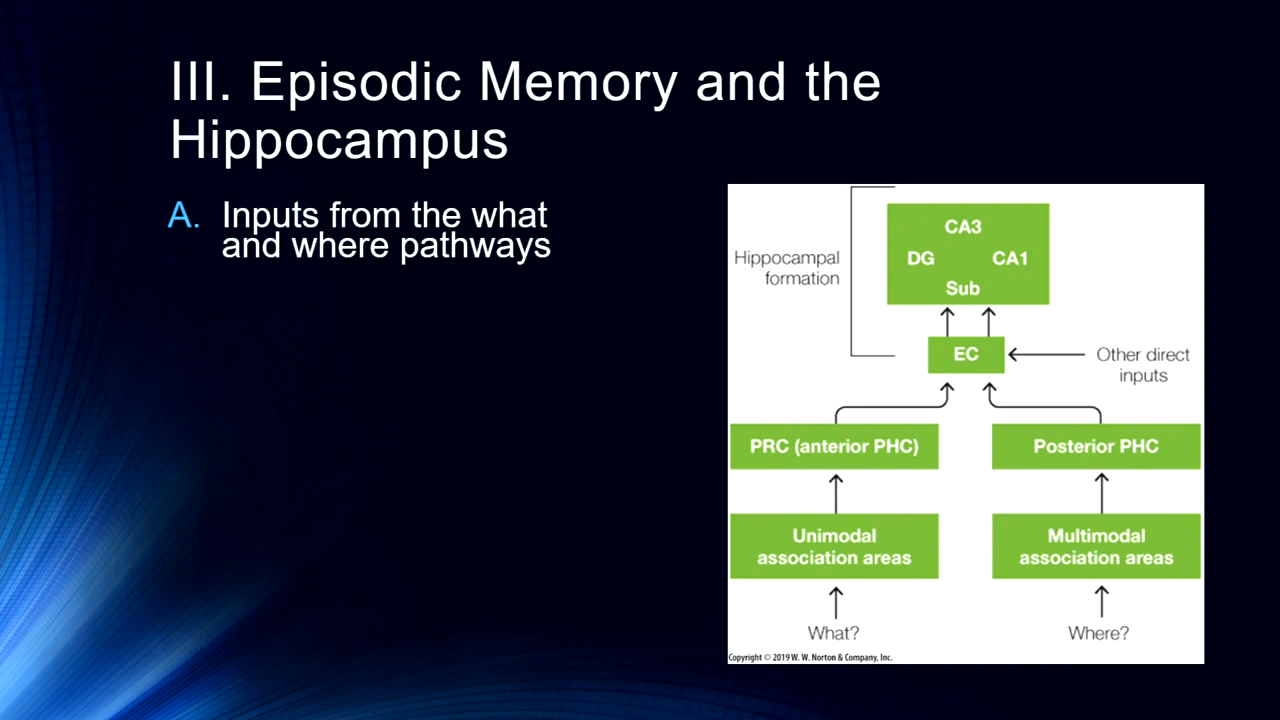 III. Episodic Memory and the
Hippocampus
A. Inputs from the what
and where pathways
Hippocampal
formation
CA3
DG CA1
Sub
EC
Other direct
inputs
PRC (anterior PHC)
Posterior PHC
Unimodal
association areas
Multimodal
association areas
What?
Where?
Copyright © 2019 W. W. Norton & Company, Inc.